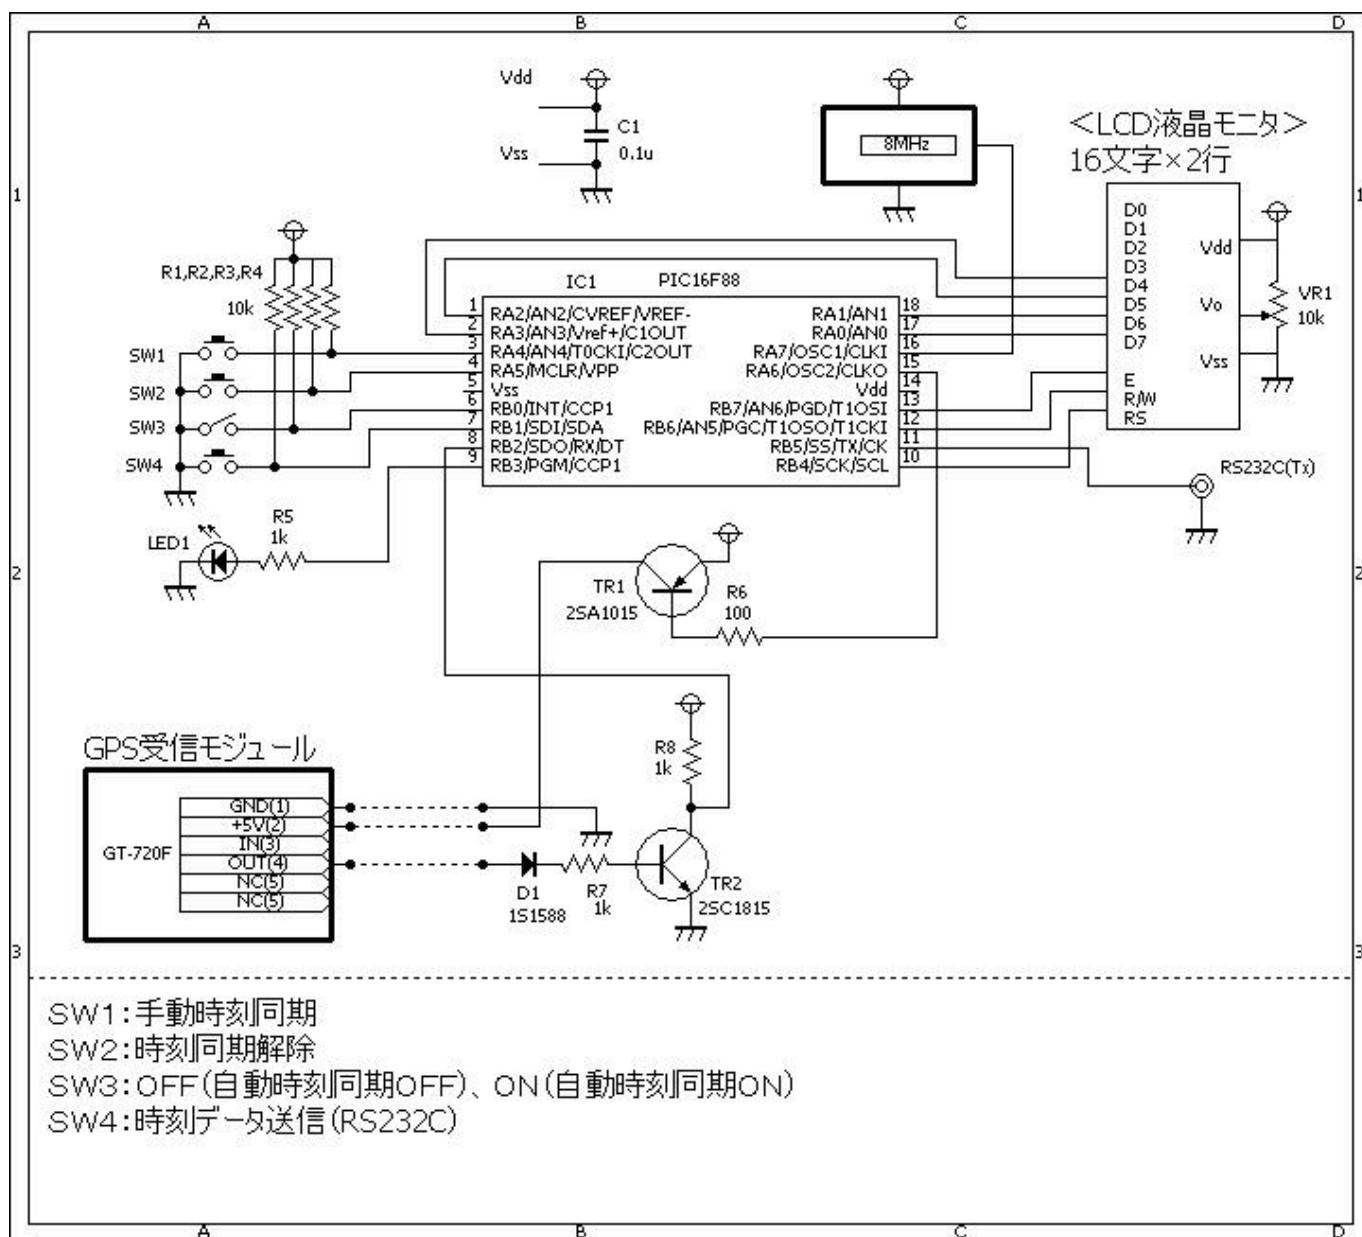 A B C D
Vdd
C1
0.1u
Vss
8MHz
<LCD液晶モニタ>
16文字×2行
1 1
D0
D1
D2
D3
D4
D5
D6
D7
E
R/W
RS
Vdd
Vo
Vss
VR1
10k
R1,R2,R3,R4
10k
SW1
SW2
SW3
SW4
IC1 PIC16F88
1 RA2/AN2/CVREF/VREF- RA1/AN1 18
2 RA3/AN3/Vref+/C1OUT RA0/AN0 17
3 RA4/AN4/T0CKI/C2OUT RA7/OSC1/CLKI 16
4 RA5/MCLR/VPP RA6/OSC2/CLKO 15
5 Vss Vdd 14
6 RB0/INT/CCP1 RB7/AN6/PGD/T1OSI 13
7 RB1/SDI/SDA RB6/AN5/PGC/T1OSO/T1CKI 12
8 RB2/SDO/RX/DT RB5/SS/TX/CK 11
9 RB3/PGM/CCP1 RB4/SCK/SCL 10
RS232C(Tx)
R5
1k
LED1
2 2
TR1
2SA1015
R6
100
R8
1k
GPS受信モジュール
GT-720F
GND(1)
+5V(2)
IN(3)
OUT(4)
NC(5)
NC(5)
D1
1S1588
R7
1k
TR2
2SC1815
3 3
SW1:手動時刻同期
SW2:時刻同期解除
SW3:OFF(自動時刻同期OFF)、ON(自動時刻同期ON)
SW4:時刻データ送信(RS232C)
A B C D